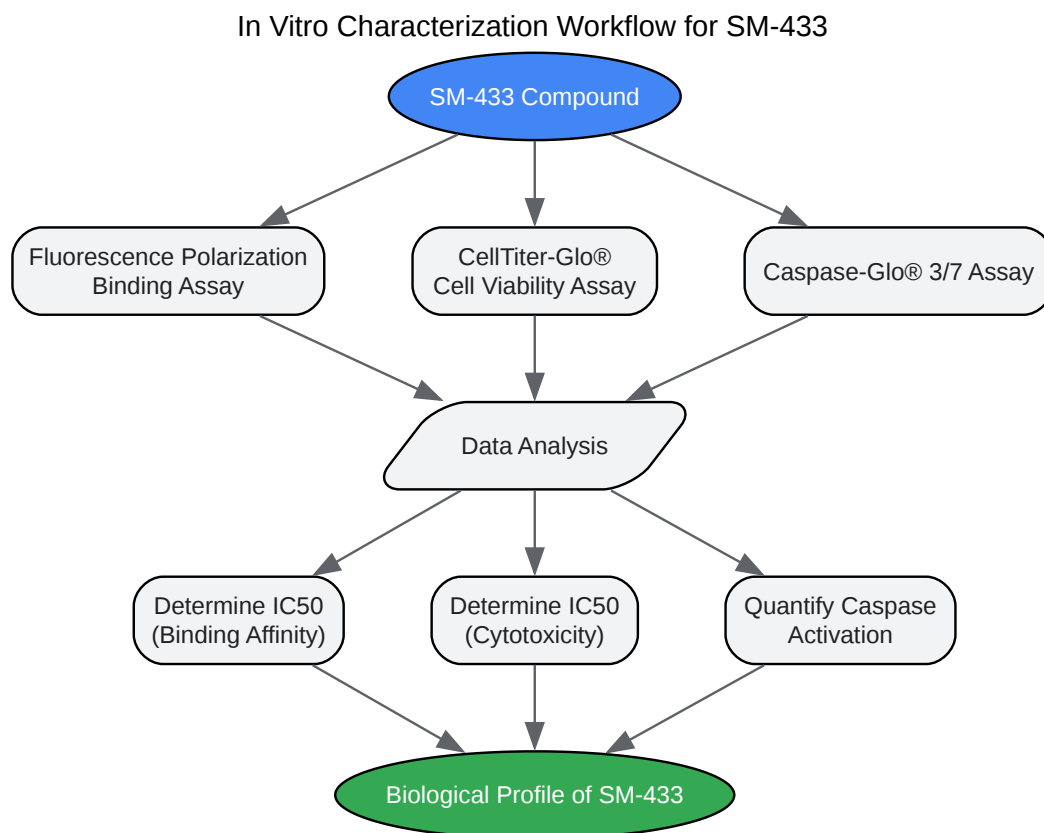 In Vitro Characterization Workflow for SM-433
SM-433 Compound
Fluorescence Polarization
Binding Assay
CellTiter-Glo®
Cell Viability Assay
Caspase-Glo® 3/7 Assay
Data Analysis
Determine IC50
(Binding Affinity)
Determine IC50
(Cytotoxicity)
Quantify Caspase
Activation
Biological Profile of SM-433